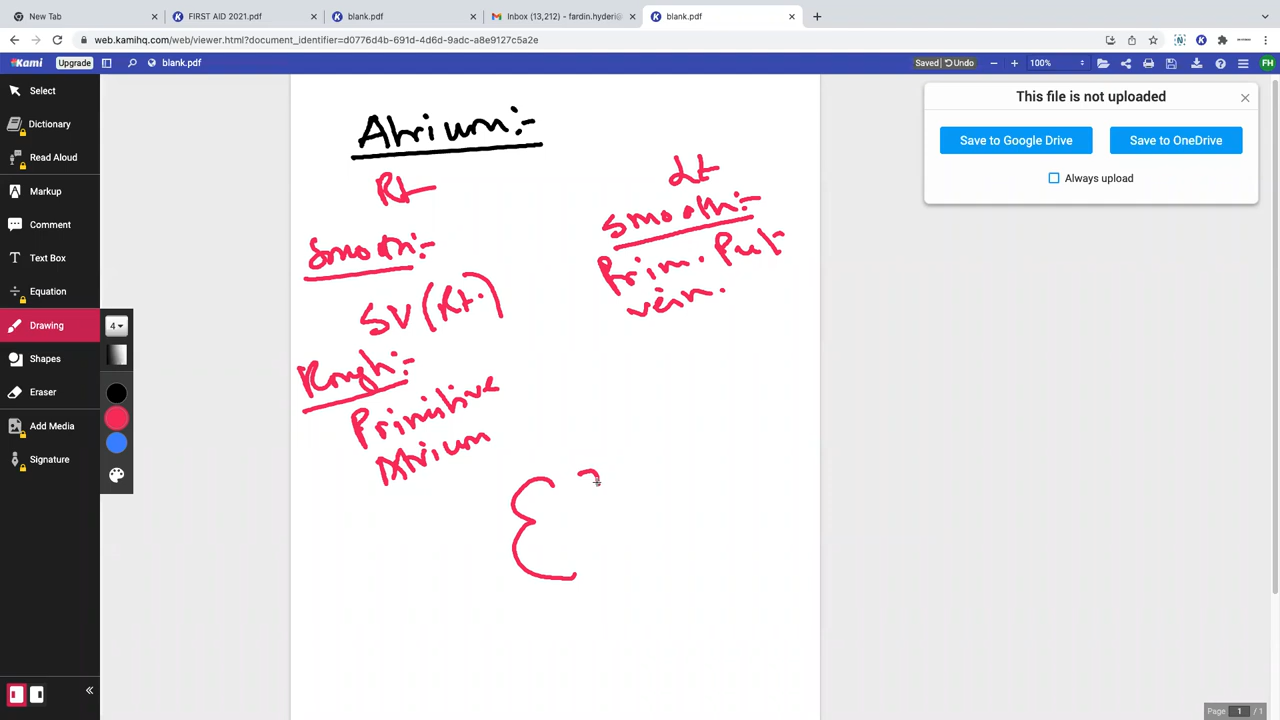 New Tab
FIRST AID 2021.pdf
blank.pdf
Inbox (13,212) - fardin.hyderi@
blank.pdf
web.kamihq.com/web/viewer.html?document_identifier=d0776d4b-691d-4d6d-9adc-a8e9127c5a2e
Kami
Upgrade
blank.pdf
Saved
Undo
100%
FH
Select
Dictionary
Read Aloud
Markup
Comment
Text Box
Equation
Drawing
Shapes
Eraser
Add Media
Signature
4
This file is not uploaded
Save to Google Drive
Save to OneDrive
Always upload
Atrium:-
Rt
Smooth:-
SV (Rt.)
Rough:-
Primitive
Atrium
Lt
Smooth:-
Prim. Pul
vein.
Page 1 / 1